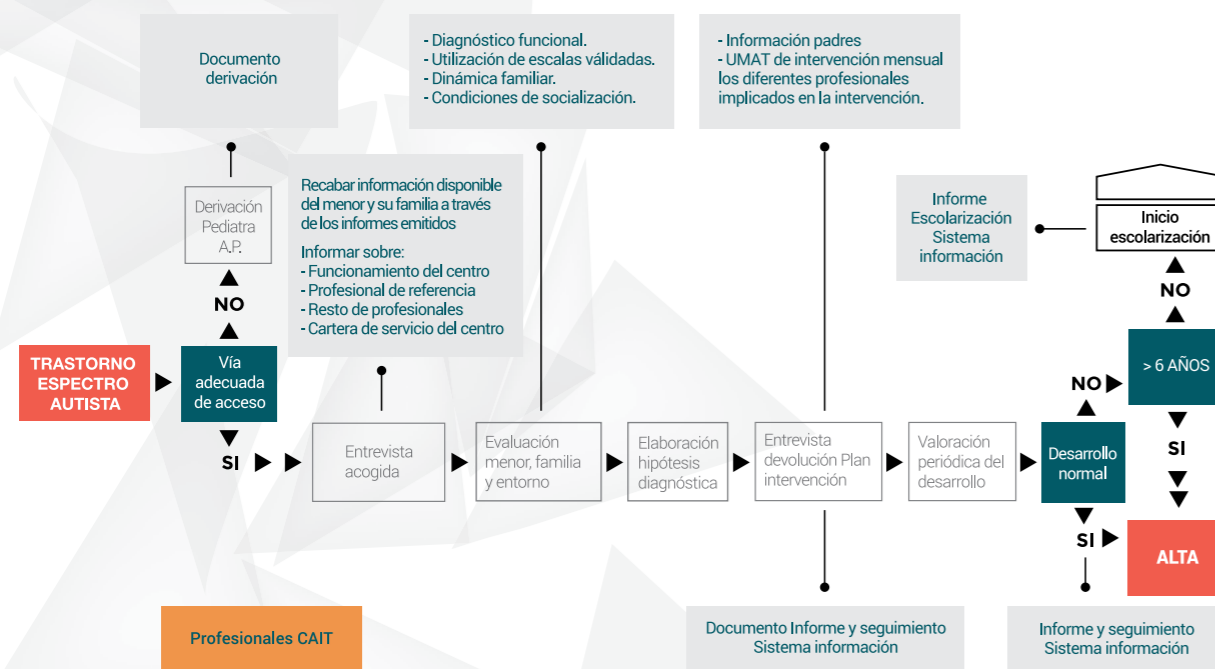 Documento
derivación
- Diagnóstico funcional.
- Utilización de escalas válidadas.
- Dinámica familiar.
- Condiciones de socialización.
- Información padres
- UMAT de intervención mensual
los diferentes profesionales
implicados en la intervención.
Recabar información disponible
del menor y su familia a través
de los informes emitidos
Informar sobre:
- Funcionamiento del centro
- Profesional de referencia
- Resto de profesionales
- Cartera de servicio del centro
Derivación
Pediatra
A.P.
Informe
Escolarización
Sistema
información
Inicio
escolarización
NO
NO
TRASTORNO
ESPECTRO
AUTISTA
Vía
adecuada
de acceso
> 6 AÑOS
NO
SI
SI
Entrevista
acogida
Evaluación
menor, familia
y entorno
Elaboración
hipótesis
diagnóstica
Entrevista
devolución Plan
intervención
Valoración
periódica del
desarrollo
Desarrollo
normal
SI
ALTA
Profesionales CAIT
Documento Informe y seguimiento
Sistema información
Informe y seguimiento
Sistema información